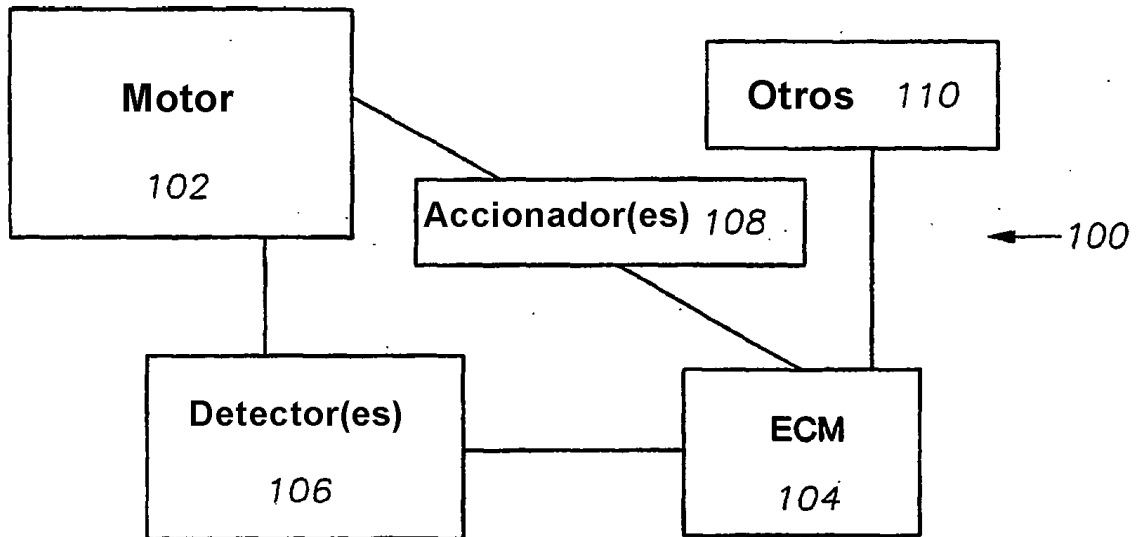 Motor
102
Otros 110
Accionador(es) 108
100
Detector(es)
106
ECM
104